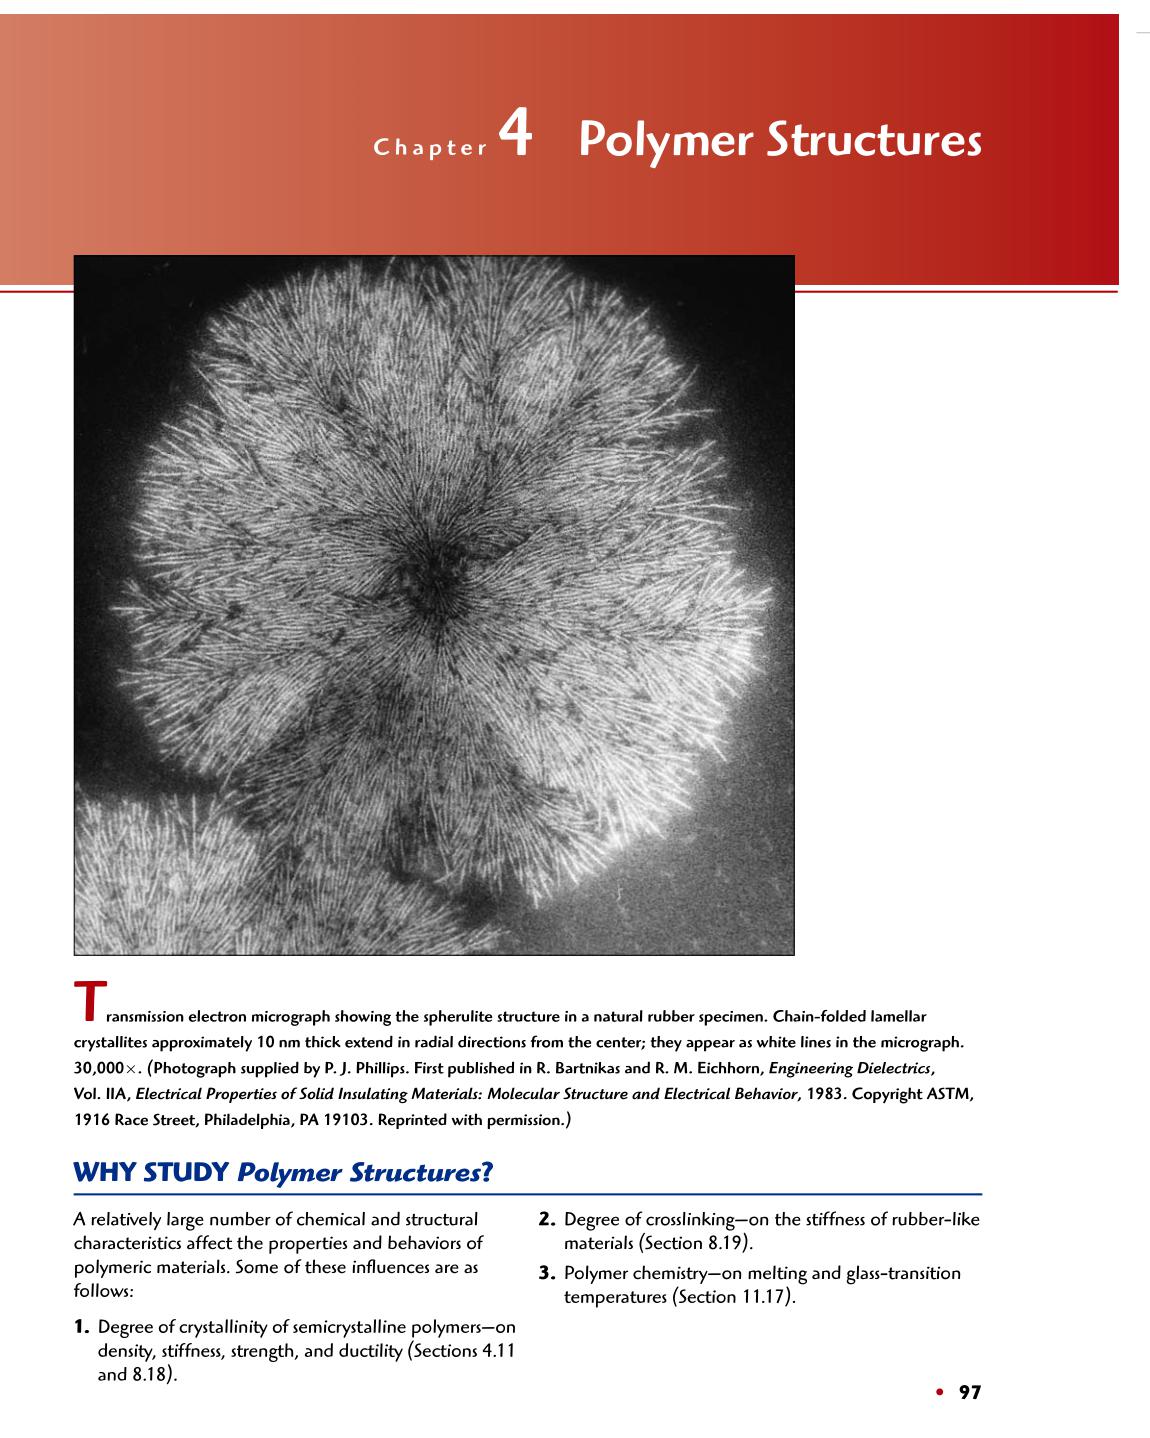 Chapter 4 Polymer Structures
Transmission electron micrograph showing the spherulite structure in a natural rubber specimen. Chain-folded lamellar
crystallites approximately 10 nm thick extend in radial directions from the center; they appear as white lines in the micrograph.
30,000×. (Photograph supplied by P. J. Phillips. First published in R. Bartnikas and R. M. Eichhorn, Engineering Dielectrics,
Vol. IIA, Electrical Properties of Solid Insulating Materials: Molecular Structure and Electrical Behavior, 1983. Copyright ASTM,
1916 Race Street, Philadelphia, PA 19103. Reprinted with permission.)
WHY STUDY Polymer Structures?
A relatively large number of chemical and structural
characteristics affect the properties and behaviors of
polymeric materials. Some of these influences are as
follows:
1. Degree of crystallinity of semicrystalline polymers—on
density, stiffness, strength, and ductility (Sections 4.11
and 8.18).
2. Degree of crosslinking—on the stiffness of rubber-like
materials (Section 8.19).
3. Polymer chemistry—on melting and glass-transition
temperatures (Section 11.17).
• 97